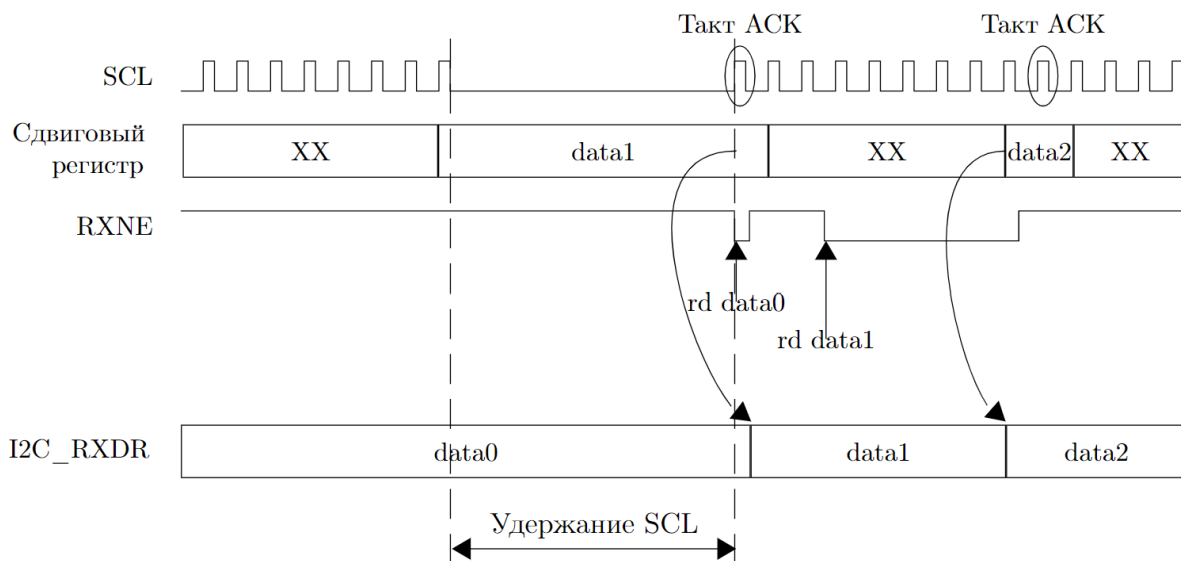 Такт ACK
Такт ACK
SCL
Сдвиговый
регистр
XX
data1
XX
data2
XX
RXNE
rd data0
rd data1
I2C_RXDR
data0
data1
data2
Удержание SCL